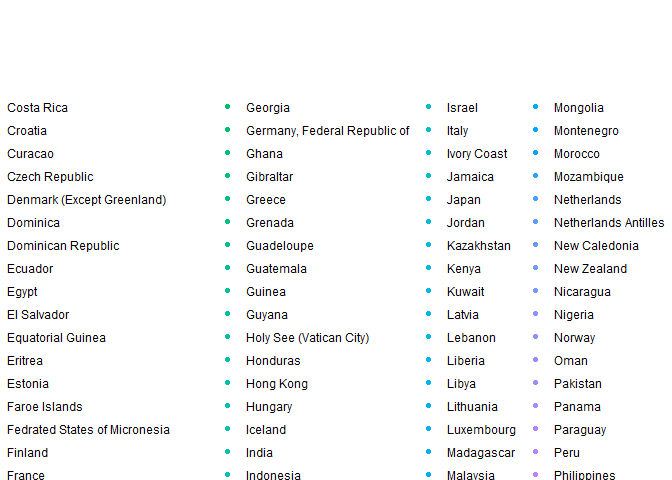 Costa Rica
Croatia
Curacao
Czech Republic
Denmark (Except Greenland)
Dominica
Dominican Republic
Ecuador
Egypt
El Salvador
Equatorial Guinea
Eritrea
Estonia
Faroe Islands
Fedrated States of Micronesia
Finland
France
Georgia
Germany, Federal Republic of
Ghana
Gibraltar
Greece
Grenada
Guadeloupe
Guatemala
Guinea
Guyana
Holy See (Vatican City)
Honduras
Hong Kong
Hungary
Iceland
India
Indonesia
Israel
Italy
Ivory Coast
Jamaica
Japan
Jordan
Kazakhstan
Kenya
Kuwait
Latvia
Lebanon
Liberia
Libya
Lithuania
Luxembourg
Madagascar
Malaysia
Mongolia
Montenegro
Morocco
Mozambique
Netherlands
Netherlands Antilles
New Caledonia
New Zealand
Nicaragua
Nigeria
Norway
Oman
Pakistan
Panama
Paraguay
Peru
Philippines